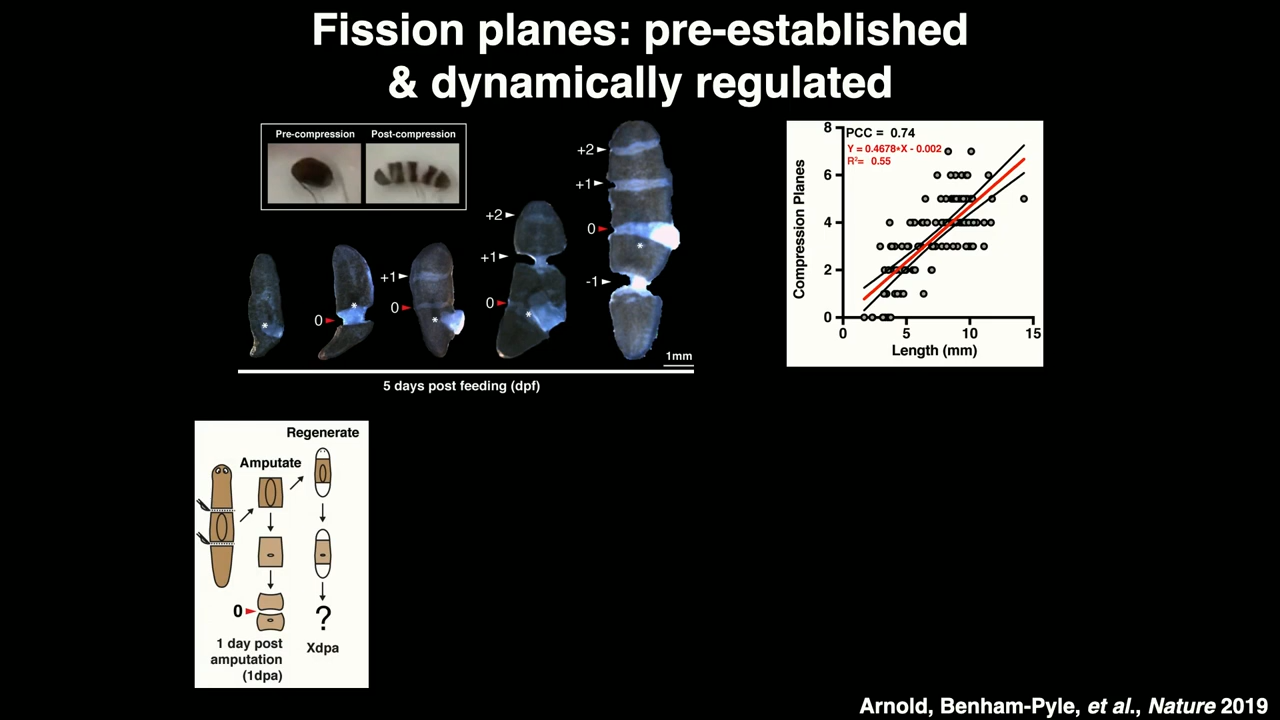 Fission planes: pre-established
& dynamically regulated
Pre-compression Post-compression
+2
+1
0
-1
*
+2
+1
0
*
+1
0
*
0
*
*
1mm
5 days post feeding (dpf)
PCC = 0.74
Y = 0.4678*X - 0.002
R²= 0.55
Compression Planes
8
6
4
2
0
0 5 10 15
Length (mm)
Regenerate
Amputate
0
?
1 day post
amputation
(1dpa)
Xdpa
Arnold, Benham-Pyle, et al., Nature 2019